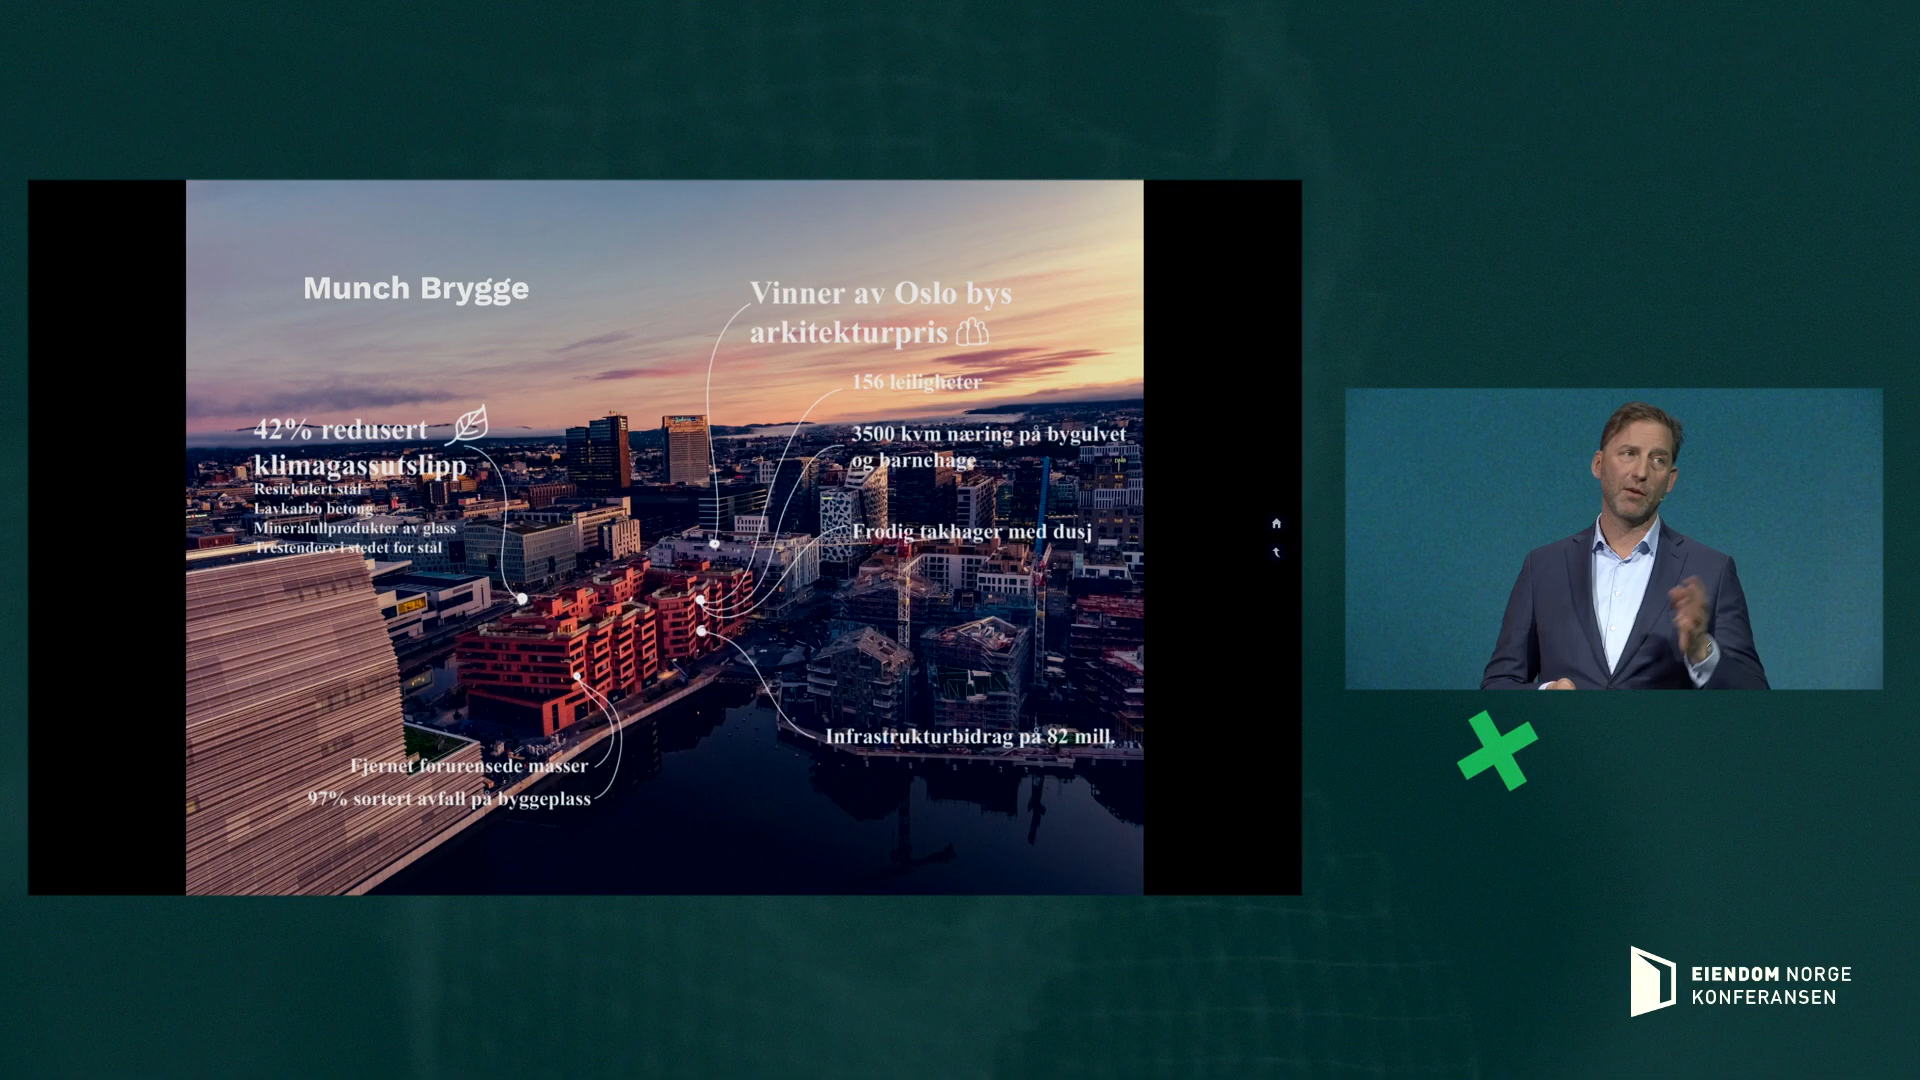 Munch Brygge
Vinner av Oslo bys
arkitekturpris
156 leiligheter
42% redusert
klimagassutslipp
Resirkulert stål
Lavkarbo betong
Mineralullprodukter av glass
Trestendere i stedet for stål
3500 kvm næring på bygulvet
og barnehage
Frodig takhager med dusj
Infrastrukturbidrag på 82 mill.
Fjernet forurensede masser
97% sortert avfall på byggeplass
EIENDOM NORGE
KONFERANSEN